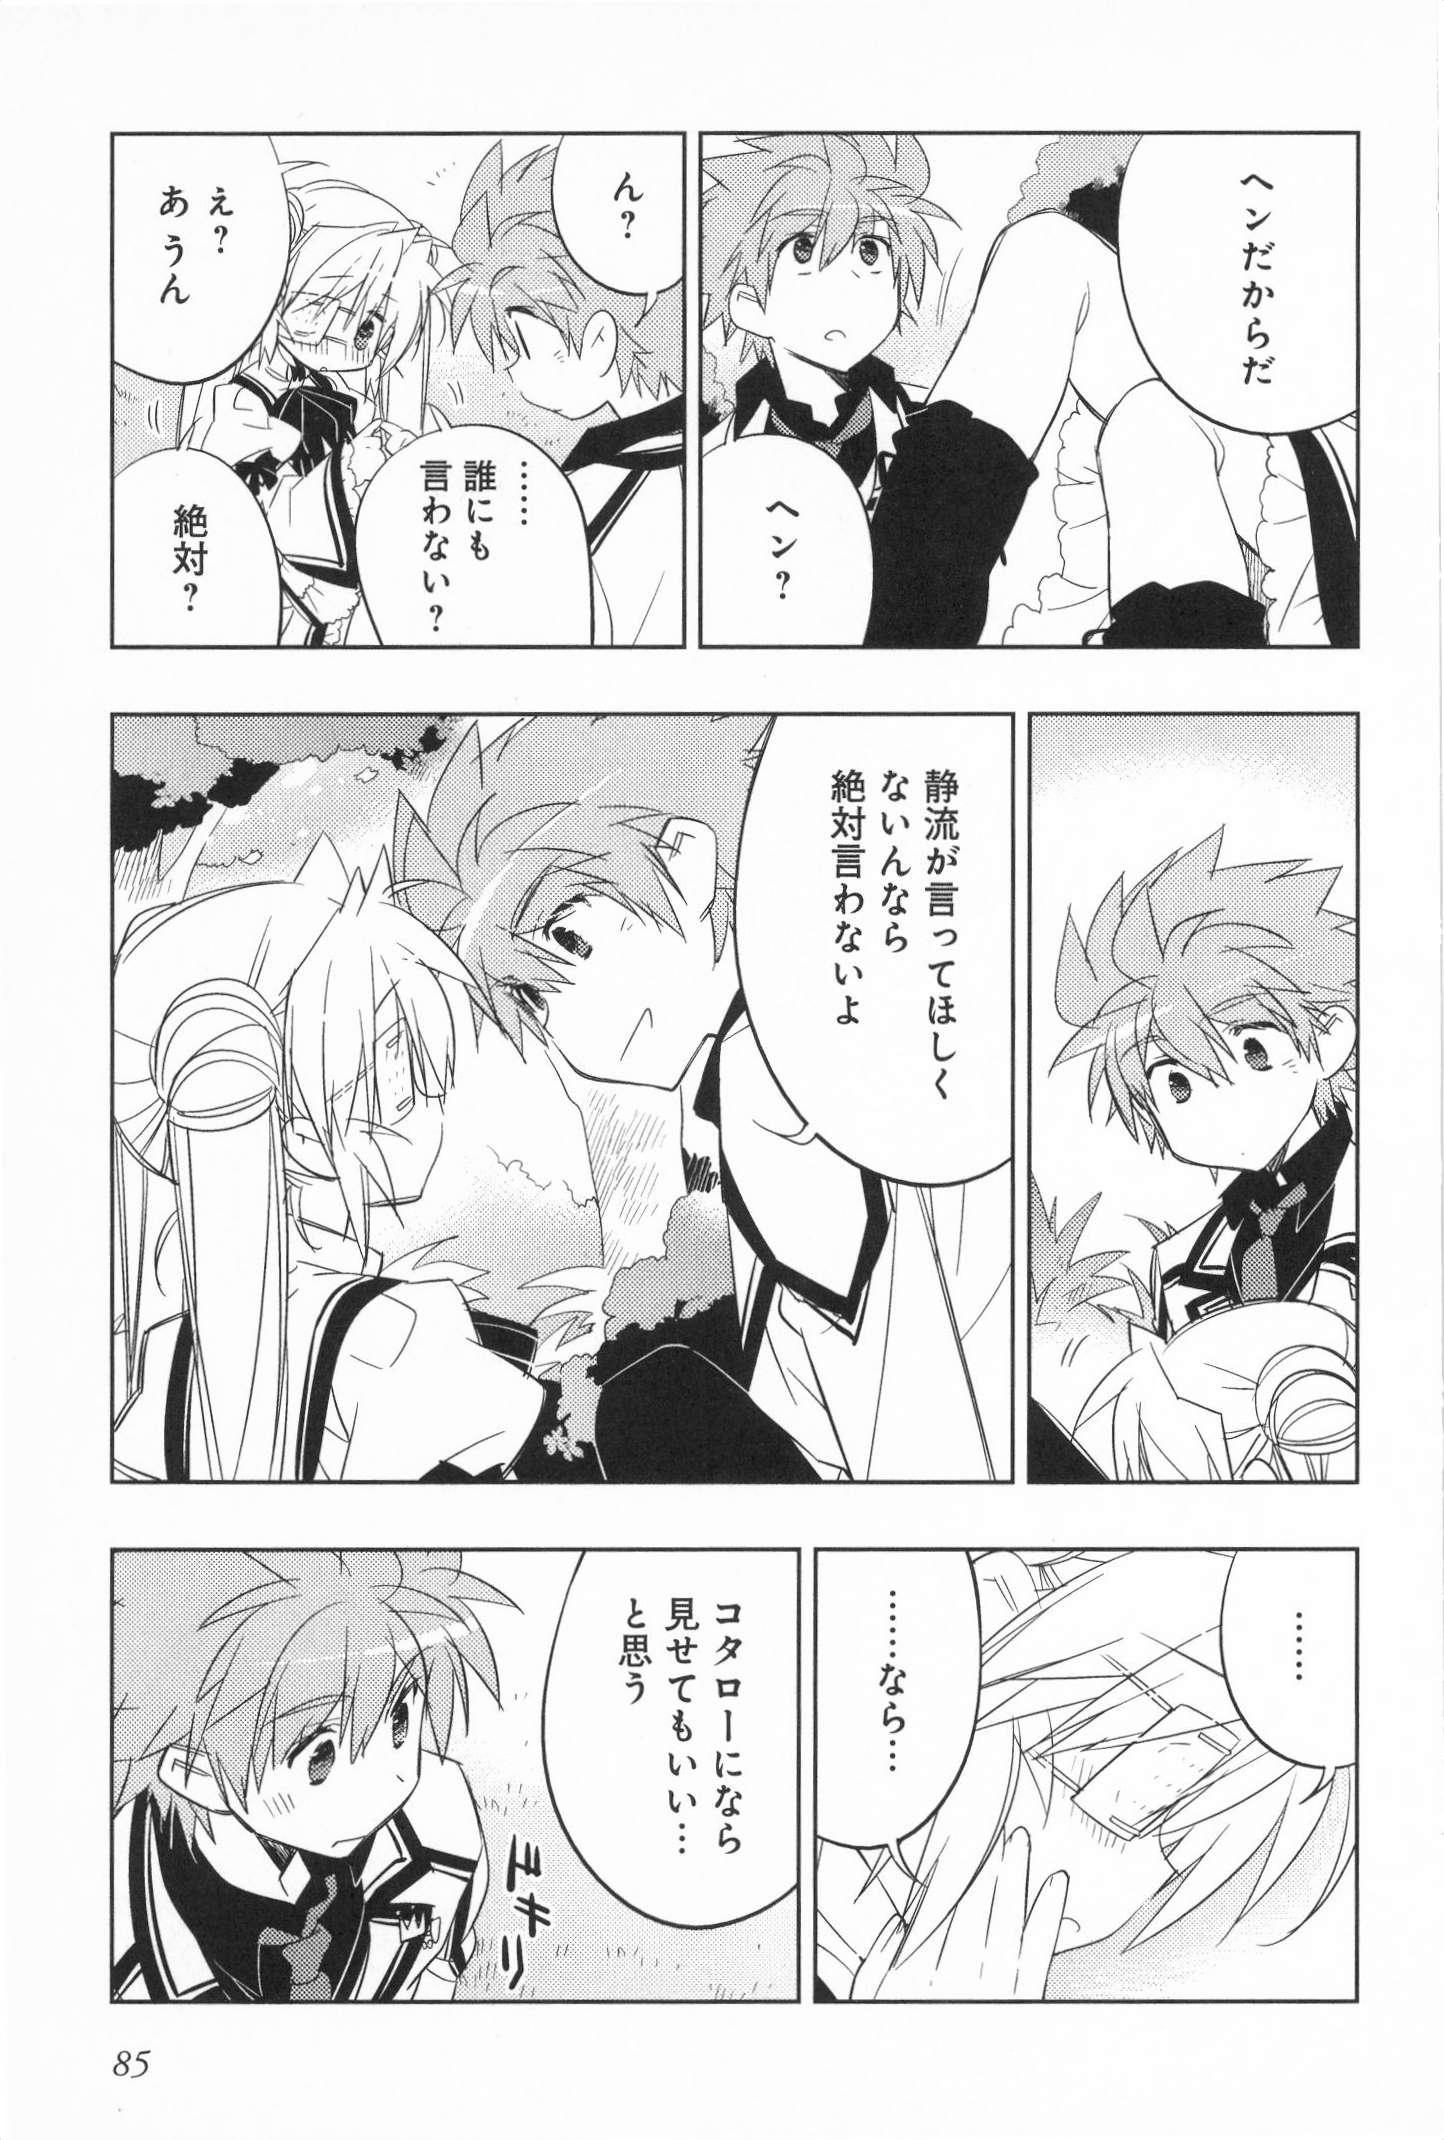 ヘンだからだ
ヘン？
ん？
え？
あうん
……
誰にも
言わない？
絶対？
静流が言ってほしく
ないんなら
絶対言わないよ
……
……なら…
コタローになら
見せてもいい…
と思う
ドキリ
85